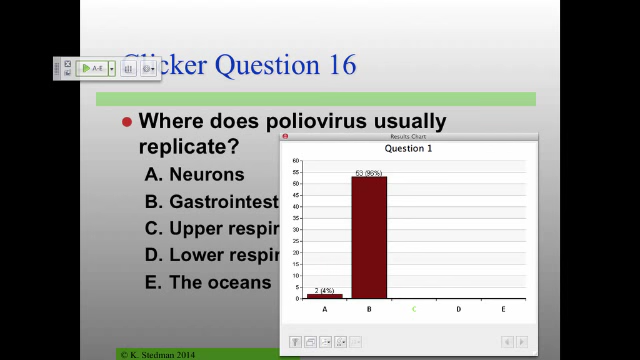 Clicker Question 16
A-E
Where does poliovirus usually
replicate?
A. Neurons
B. Gastrointest
C. Upper respir
D. Lower respir
E. The oceans
© K. Stedman 2014
Results Chart
Question 1
60
55
50
45
40
35
30
25
20
15
10
5
0
53 (96%)
2 (4%)
A B C D E